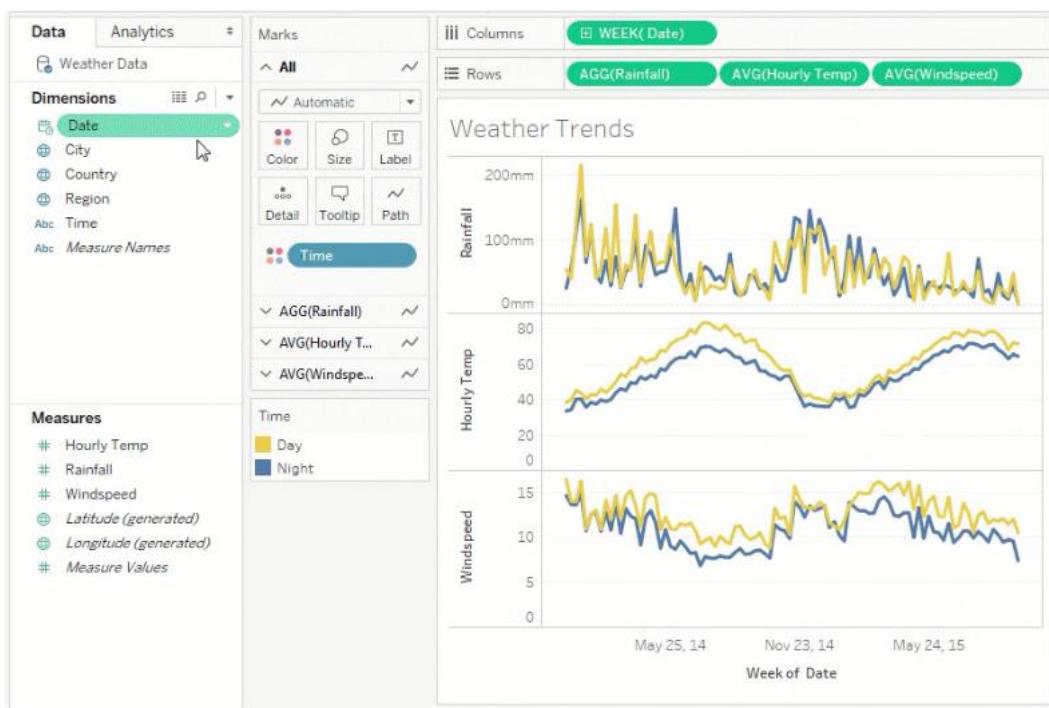 Data
Analytics
Weather Data
Dimensions
Date
City
Country
Region
Abc Time
Abc Measure Names
Measures
Hourly Temp
Rainfall
Windspeed
Latitude (generated)
Longitude (generated)
Measure Values
Marks
All
Automatic
Color
Size
Label
Detail
Tooltip
Path
Time
AGG(Rainfall)
AVG(Hourly T...
AVG(Windspe...
Time
Day
Night
Columns
WEEK( Date)
Rows
AGG(Rainfall)
AVG(Hourly Temp)
AVG(Windspeed)
Weather Trends
Rainfall
200mm
100mm
0mm
Hourly Temp
80
60
40
20
0
Windspeed
15
10
5
0
May 25, 14
Nov 23, 14
May 24, 15
Week of Date